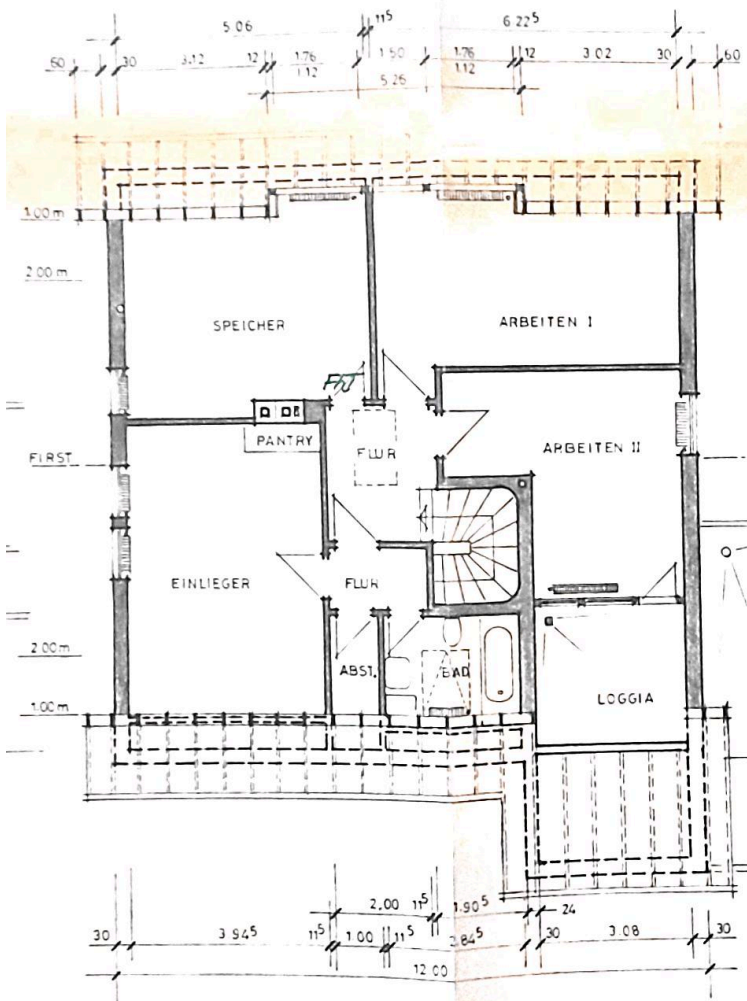 5.06 11⁵ 6.22⁵
60 30 3.12 12 1.76 1.50 1.76 12 3.02 30 60
1.12 1.12
5.26
1.00 m
2.00 m
SPEICHER
ARBEITEN I
FH J
PANTRY
FLUR
ARBEITEN II
FIRST
EINLIEGER
FLUR
2.00 m
ABST.
BAD
LOGGIA
1.00 m
2.00 11⁵ 1.90⁵ 24
30 3.94⁵ 11⁵ 1.00 11⁵ 3.84⁵ 30 3.08 30
12.00